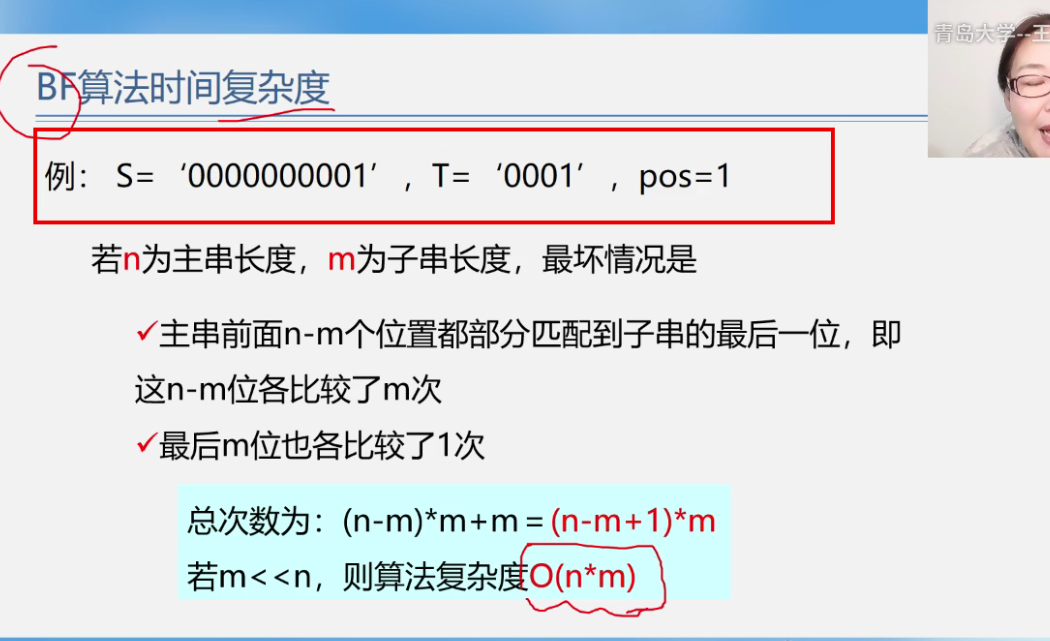 青岛大学--王
BF算法时间复杂度
例： S= ‘0000000001’ ，T= ‘0001’ ，pos=1
若n为主串长度，m为子串长度，最坏情况是
✓主串前面n-m个位置都部分匹配到子串的最后一位，即
这n-m位各比较了m次
✓最后m位也各比较了1次
总次数为：(n-m)*m+m＝(n-m+1)*m
若m<<n，则算法复杂度O(n*m)